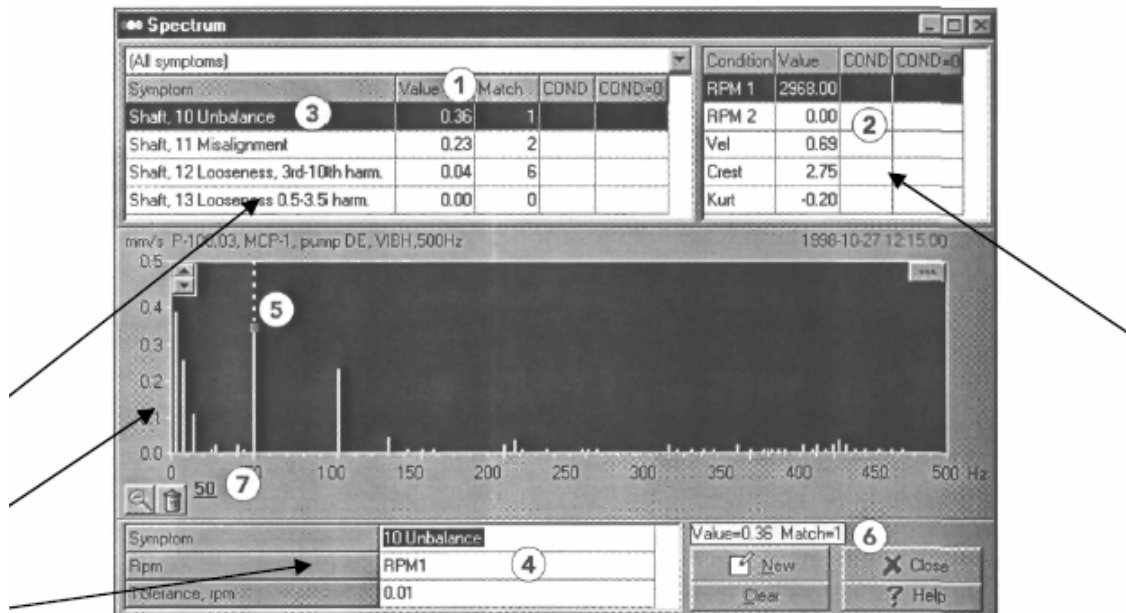 Spectrum
(All symptoms)
Symptom Value 1 Match COND COND=0
Shaft, 10 Unbalance 3 0.36 1
Shaft, 11 Misalignment 0.23 2
Shaft, 12 Looseness, 3rd-10th harm. 0.04 6
Shaft, 13 Looseness 0.5-3.5 harm. 0.00 0
Condition Value COND COND=0
RPM 1 2968.00
RPM 2 0.00 2
Vel 0.69
Crest 2.75
Kurt -0.20
mm/s P-100.03, MCP-1, pump DE, VIBH,500Hz 1998-10-27 12:15:00
0.5
0.4
5
0.3
0.2
0.0
0 100 150 200 250 300 350 400 450 500 Hz
50 7
Symptom 10 Unbalance
Rpm RPM1 4
Tolerance, rpm 0.01
Value=0.36 Match=1 6
New Close
Clear ? Help